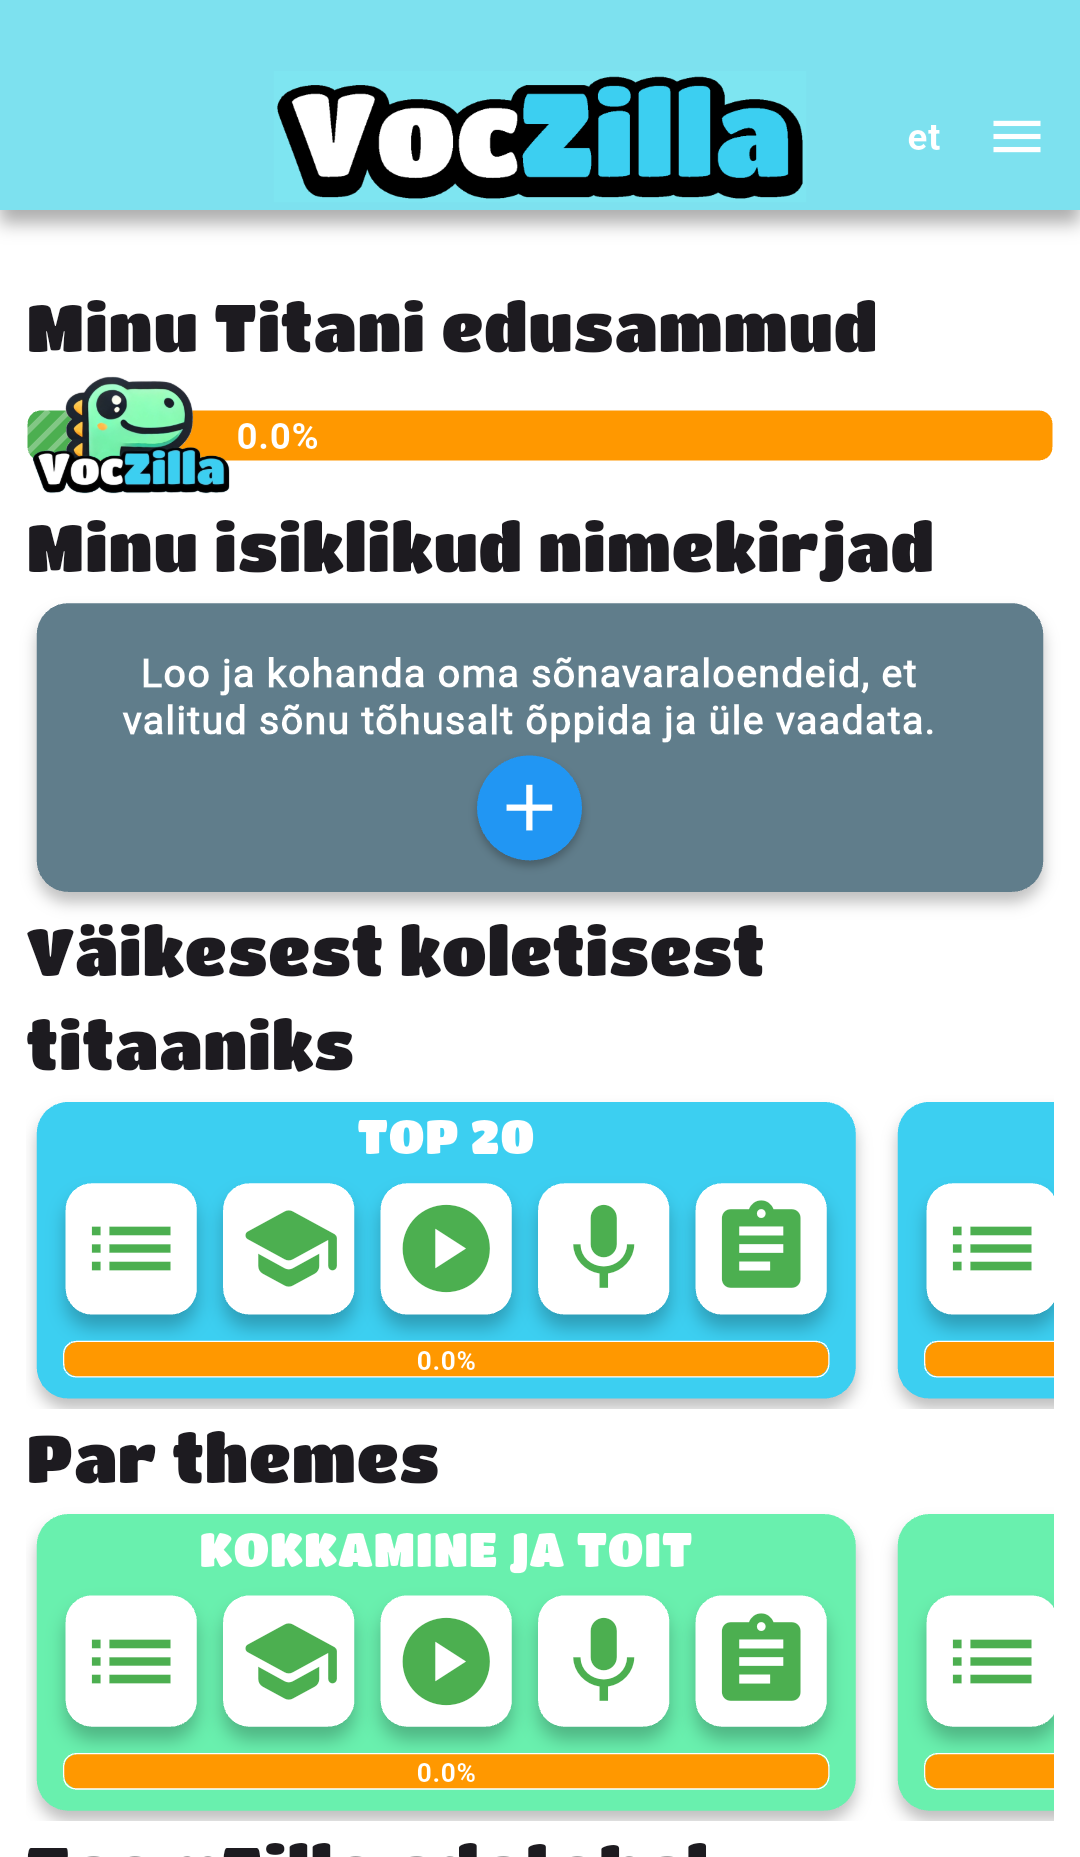 VocZilla
et
Minu Titani edusammud
0.0%
VocZilla
Minu isiklikud nimekirjad
Loo ja kohanda oma sõnavaraloendeid, et
valitud sõnu tõhusalt õppida ja üle vaadata.
Väikesest koletisest
titaaniks
TOP 20
0.0%
Par themes
KOKKAMINE JA TOIT
0.0%